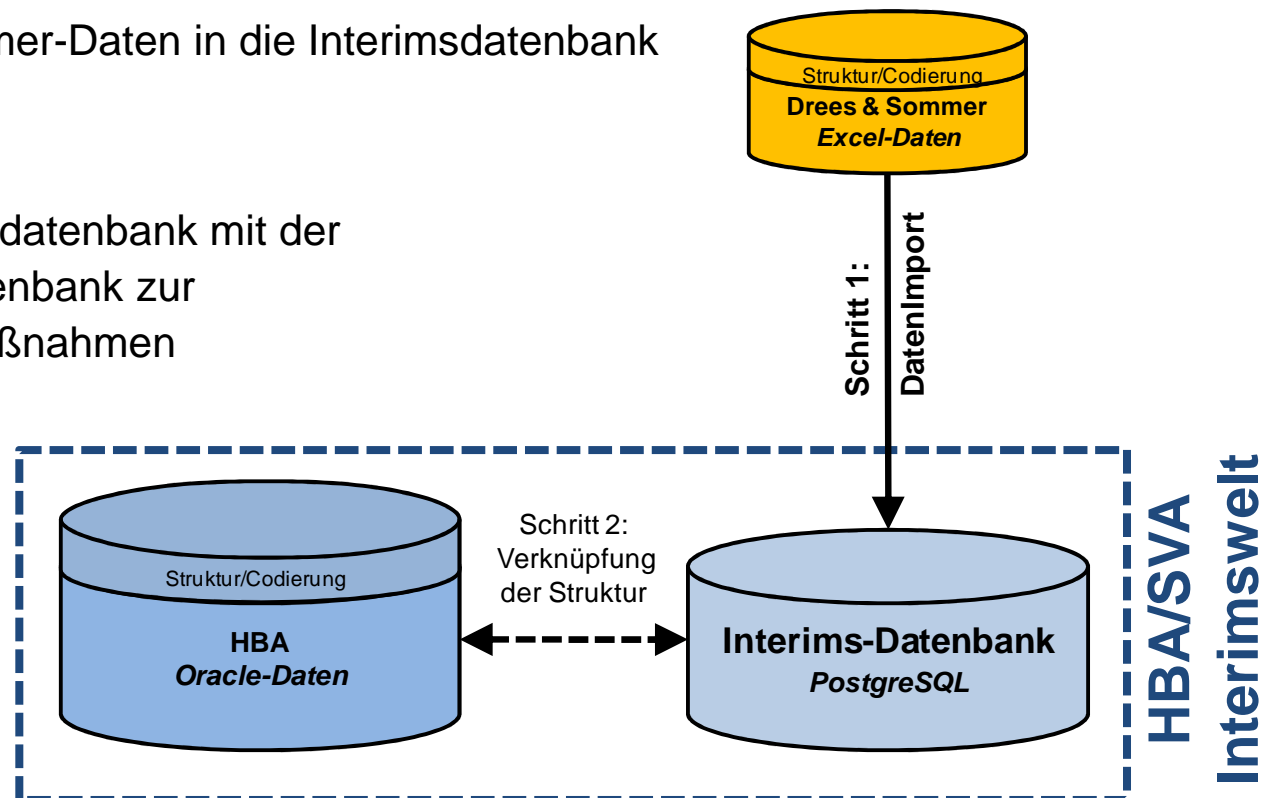 mer-Daten in die Interimsdatenbank
datenbank mit der
enbank zur
ßnahmen
Struktur/Codierung
Drees & Sommer
Excel-Daten
Schritt 1:
DatenImport
Struktur/Codierung
HBA
Oracle-Daten
Schritt 2:
Verknüpfung
der Struktur
Interims-Datenbank
PostgreSQL
HBA/SVA
Interimswelt